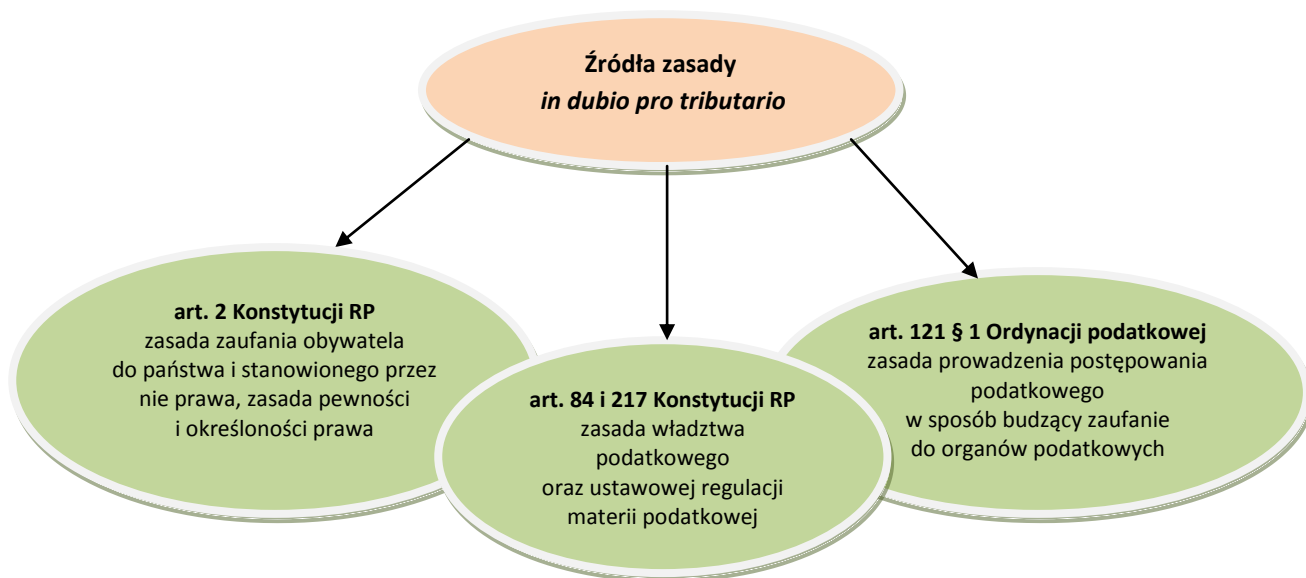 Źródła zasady
in dubio pro tributario
art. 2 Konstytucji RP
zasada zaufania obywatela
do państwa i stanowionego przez
nie prawa, zasada pewności
i określoności prawa
art. 84 i 217 Konstytucji RP
zasada władztwa
podatkowego
oraz ustawowej regulacji
materii podatkowej
art. 121 § 1 Ordynacji podatkowej
zasada prowadzenia postępowania
podatkowego
w sposób budzący zaufanie
do organów podatkowych